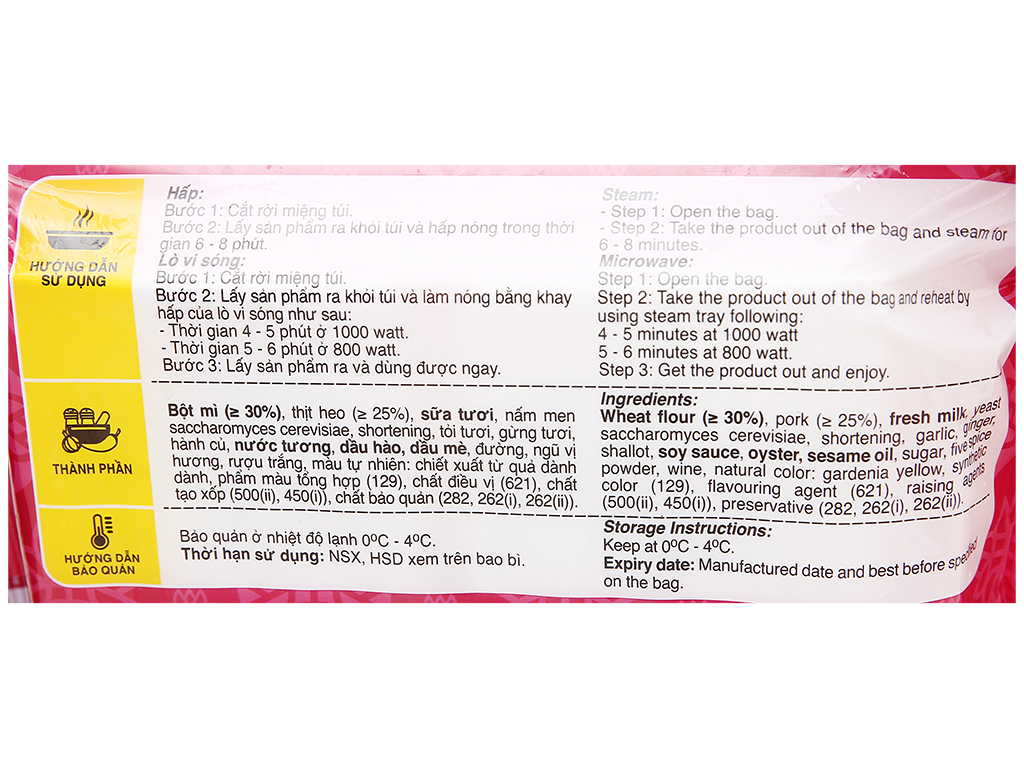 HƯỚNG DẪN
SỬ DỤNG
Hấp:
Bước 1: Cắt rời miệng túi.
Bước 2: Lấy sản phẩm ra khỏi túi và hấp nóng trong thời
gian 6 - 8 phút.
Lò vi sóng:
Bước 1: Cắt rời miệng túi.
Bước 2: Lấy sản phẩm ra khỏi túi và làm nóng bằng khay
hấp của lò vi sóng như sau:
- Thời gian 4 - 5 phút ở 1000 watt.
- Thời gian 5 - 6 phút ở 800 watt.
Bước 3: Lấy sản phẩm ra và dùng được ngay.
Steam:
- Step 1: Open the bag.
- Step 2: Take the product out of the bag and steam for
6 - 8 minutes.
Microwave:
Step 1: Open the bag.
Step 2: Take the product out of the bag and reheat by
using steam tray following:
4 - 5 minutes at 1000 watt
5 - 6 minutes at 800 watt.
Step 3: Get the product out and enjoy.
THÀNH PHẦN
Bột mì (≥ 30%), thịt heo (≥ 25%), sữa tươi, nấm men
saccharomyces cerevisiae, shortening, tỏi tươi, gừng tươi,
hành củ, nước tương, dầu hào, dầu mè, đường, ngũ vị
hương, rượu trắng, màu tự nhiên: chiết xuất từ quả dành
dành, phẩm màu tổng hợp (129), chất điều vị (621), chất
tạo xốp (500(ii), 450(i)), chất bảo quản (282, 262(i), 262(ii)).
Ingredients:
Wheat flour (≥ 30%), pork (≥ 25%), fresh milk, yeast
saccharomyces cerevisiae, shortening, garlic, ginger,
shallot, soy sauce, oyster, sesame oil, sugar, five spice
powder, wine, natural color: gardenia yellow, synthetic
color (129), flavouring agent (621), raising agents
(500(ii), 450(i)), preservative (282, 262(i), 262(ii)).
HƯỚNG DẪN
BẢO QUẢN
Bảo quản ở nhiệt độ lạnh 0ºC - 4ºC.
Thời hạn sử dụng: NSX, HSD xem trên bao bì.
Storage Instructions:
Keep at 0ºC - 4ºC.
Expiry date: Manufactured date and best before specified
on the bag.